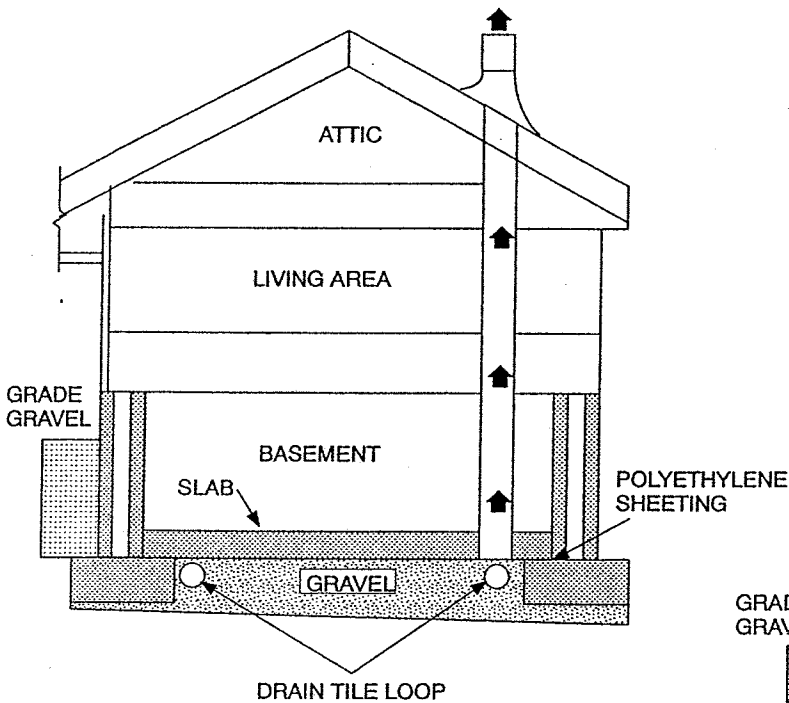 ATTIC
LIVING AREA
GRADE
GRAVEL
BASEMENT
SLAB
POLYETHYLENE
SHEETING
GRAVEL
DRAIN TILE LOOP